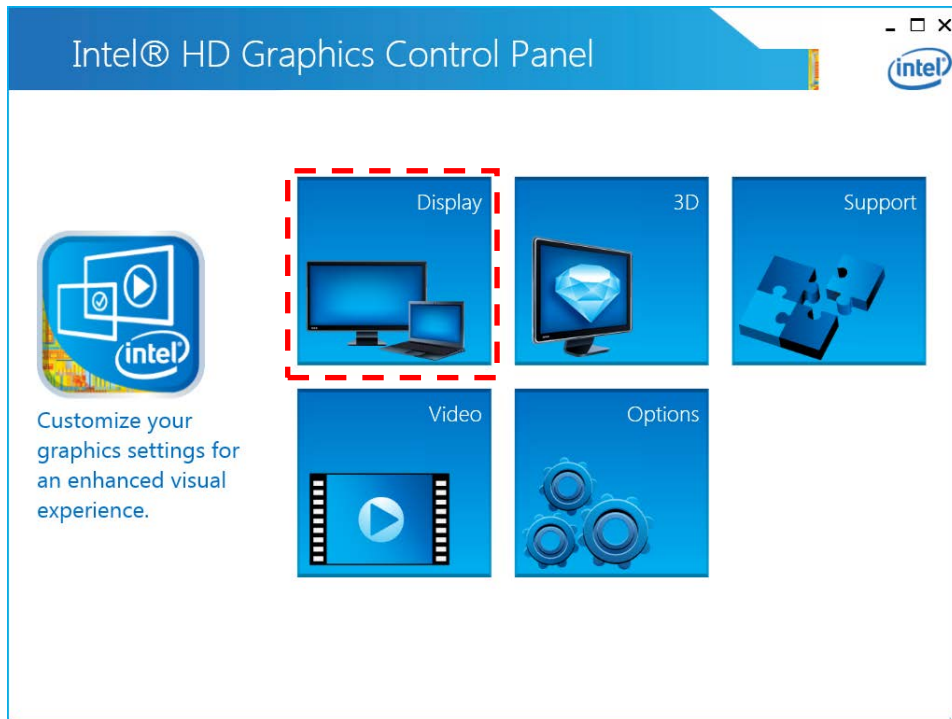 Intel® HD Graphics Control Panel
intel
Display
3D
Support
intel
Customize your
graphics settings for
an enhanced visual
experience.
Video
Options